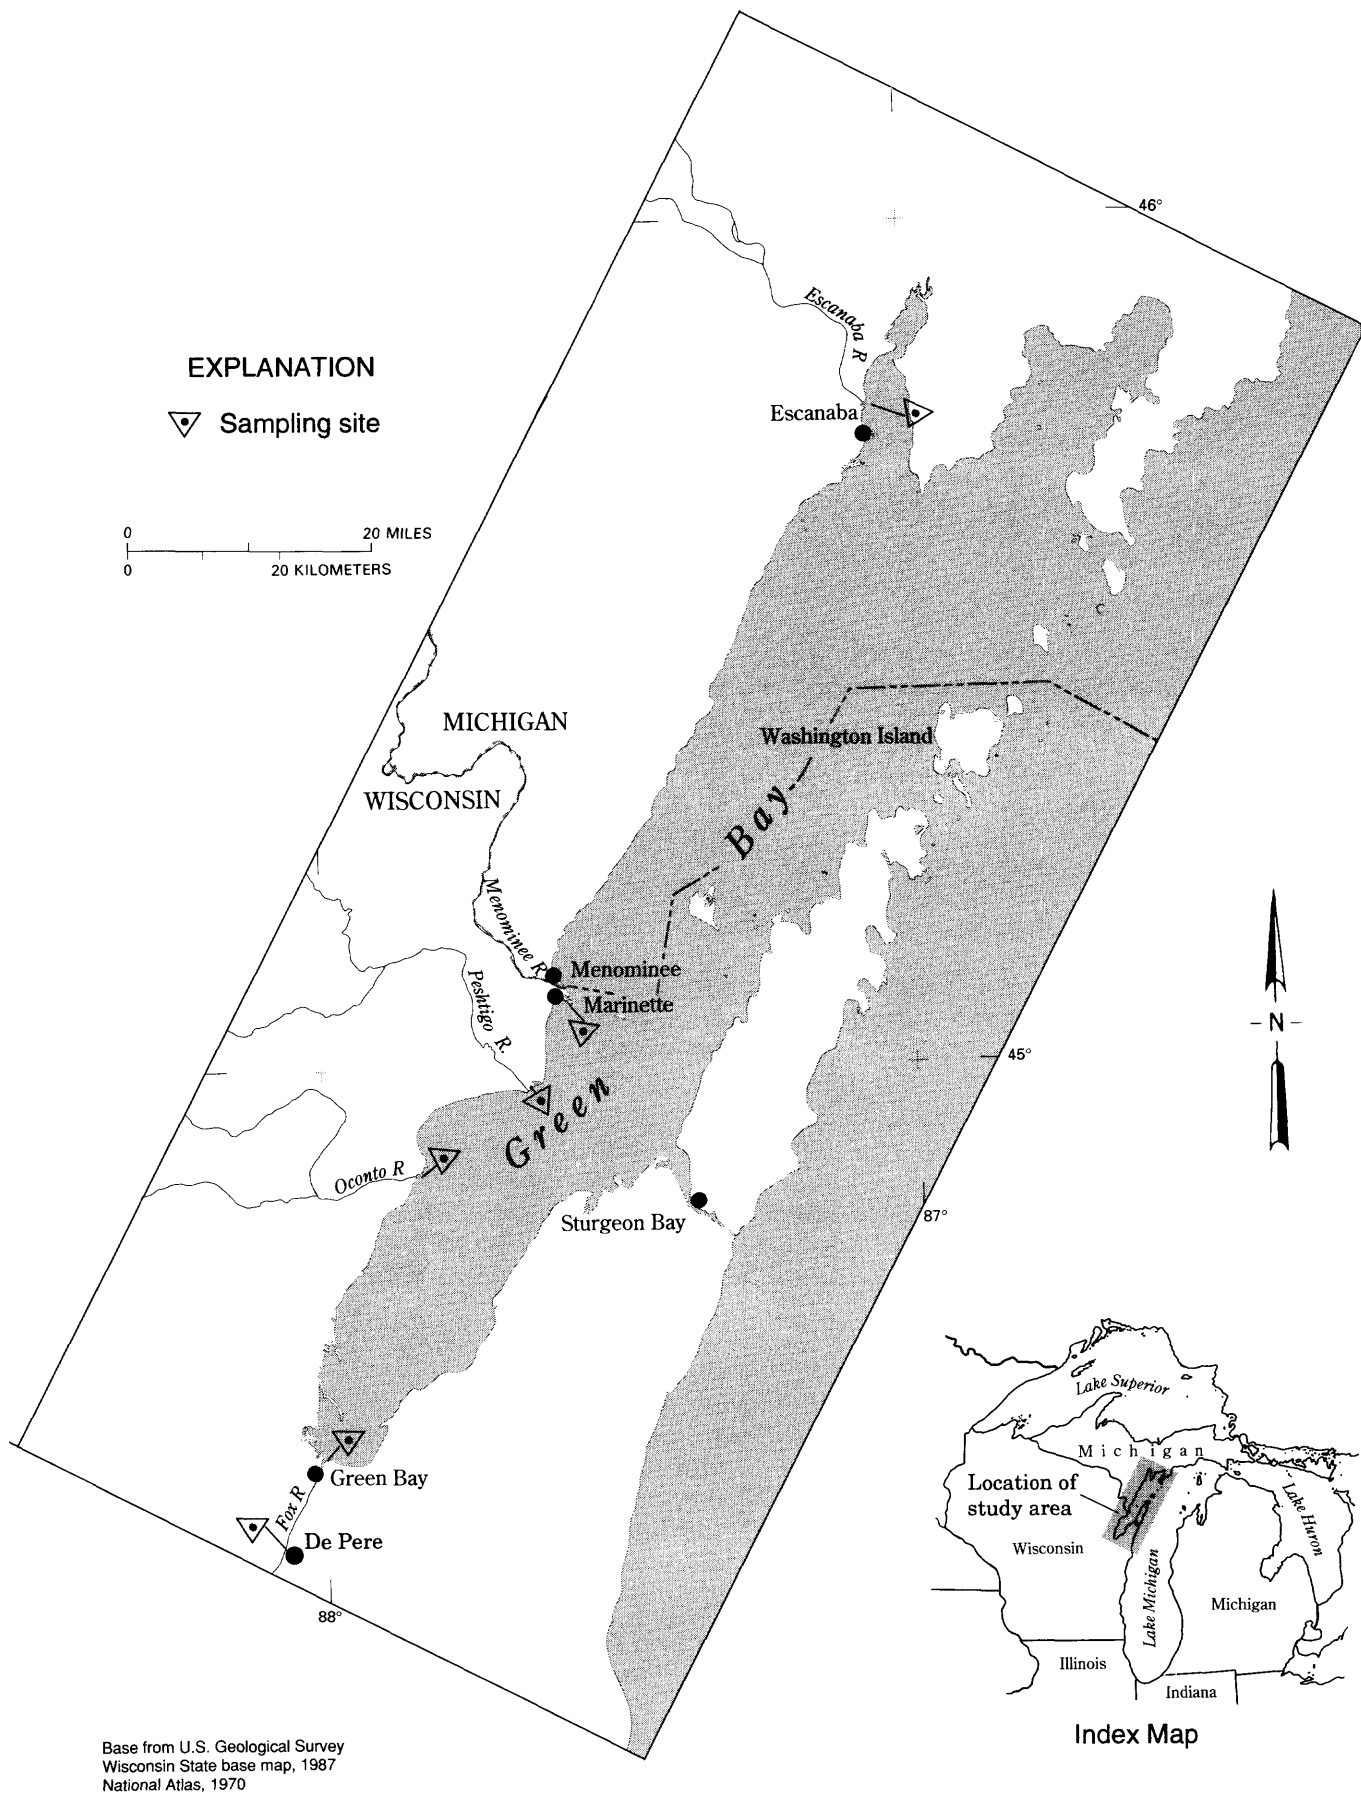 46°
Escanaba R
EXPLANATION
Sampling site
Escanaba
0 20 MILES
0 20 KILOMETERS
MICHIGAN
Washington Island
WISCONSIN
Bay
Menominee R
Menominee
Peshtigo R.
Marinette
N
45°
Green
Oconto R
Sturgeon Bay
87°
Green Bay
Fox R
De Pere
88°
Lake Superior
Michigan
Location of
study area
Lake Huron
Wisconsin
Lake Michigan
Michigan
Illinois
Indiana
Index Map
Base from U.S. Geological Survey
Wisconsin State base map, 1987
National Atlas, 1970